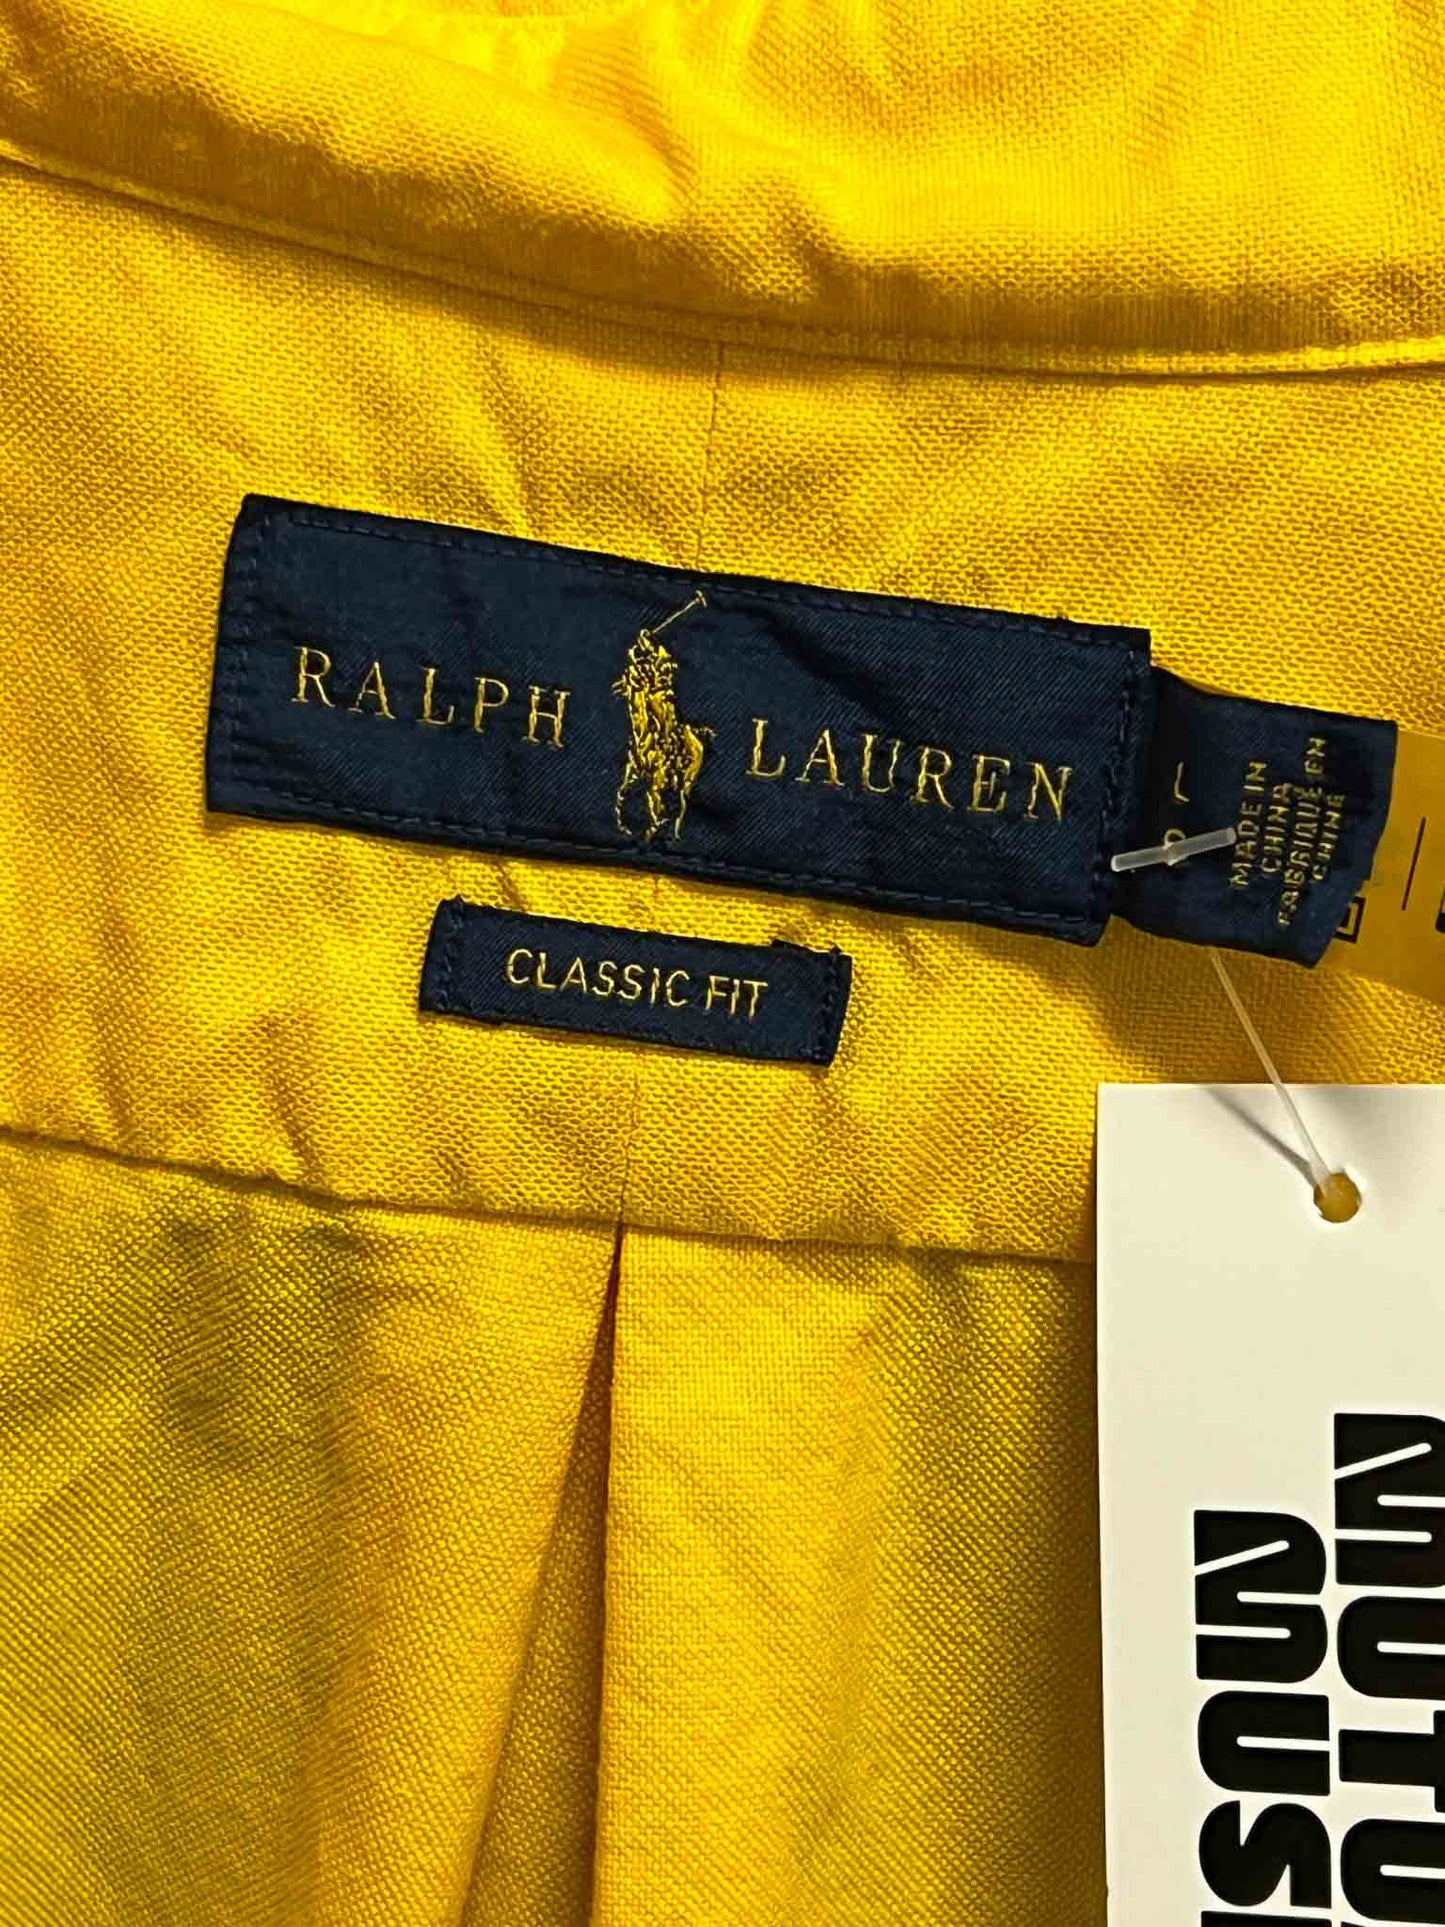 RALPH LAUREN
L
MADE IN
CHINA
FABRIQUÉ EN
CHINE
CLASSIC FIT